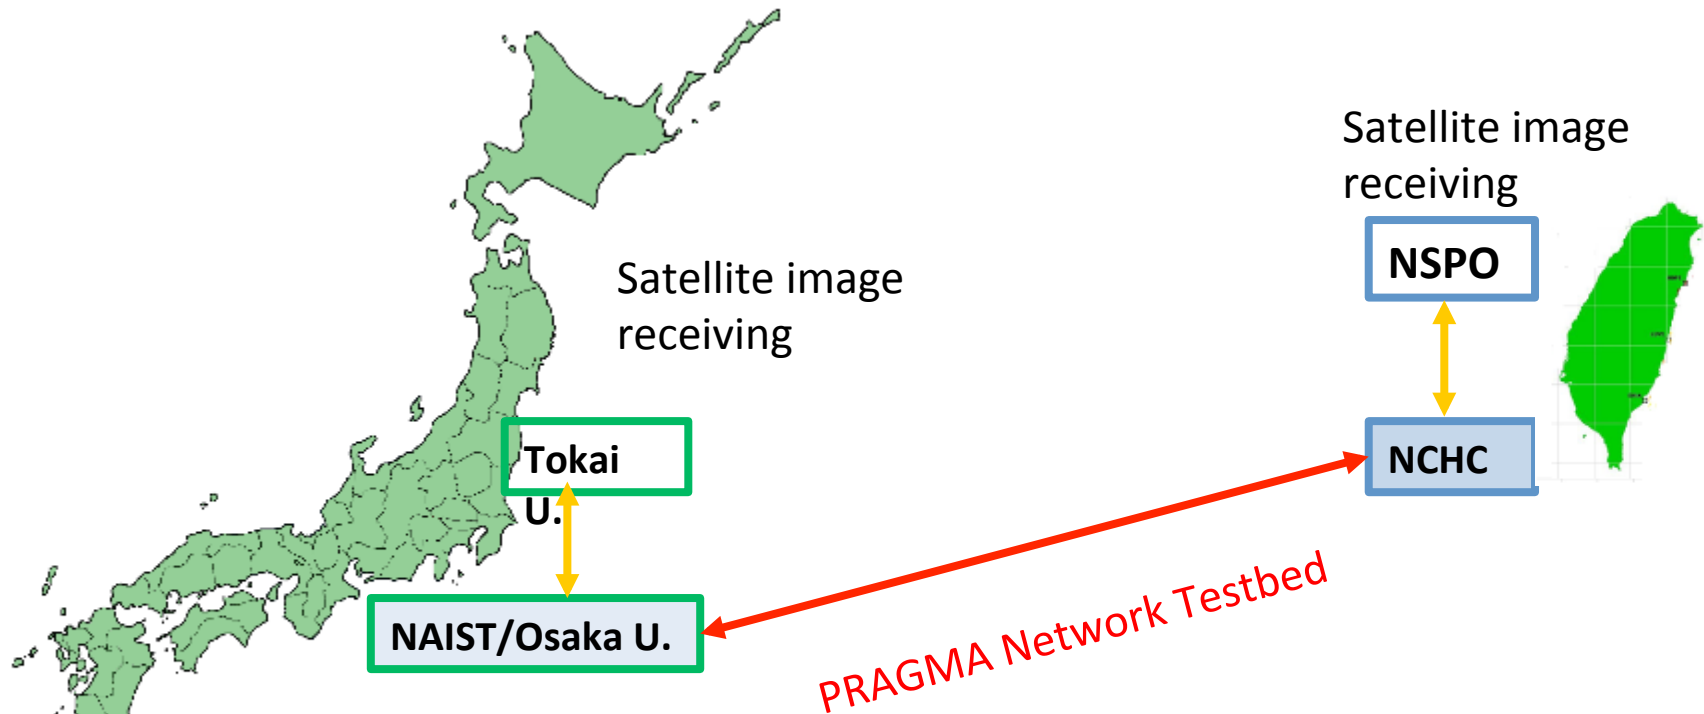 Satellite image
receiving
NSPO
Satellite image
receiving
Tokai
U.
NCHC
NAIST/Osaka U.
PRAGMA Network Testbed